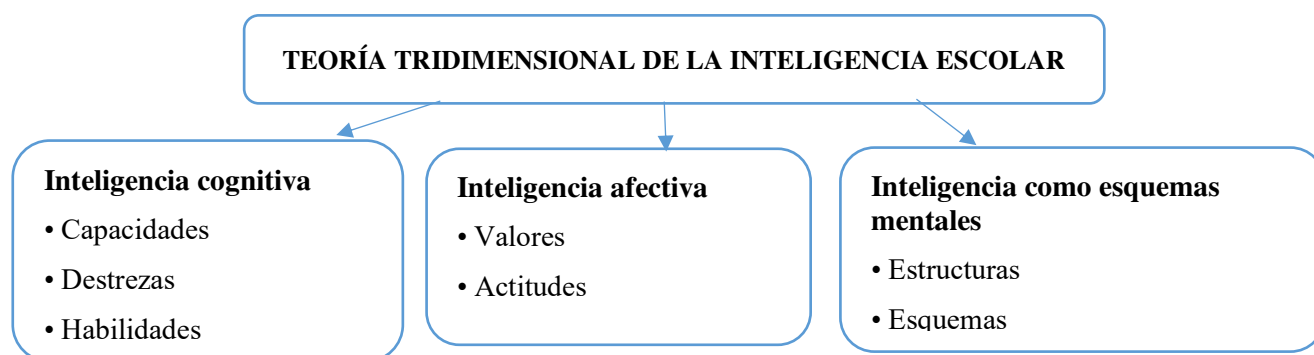 TEORÍA TRIDIMENSIONAL DE LA INTELIGENCIA ESCOLAR
Inteligencia cognitiva
• Capacidades
• Destrezas
• Habilidades
Inteligencia afectiva
• Valores
• Actitudes
Inteligencia como esquemas
mentales
• Estructuras
• Esquemas